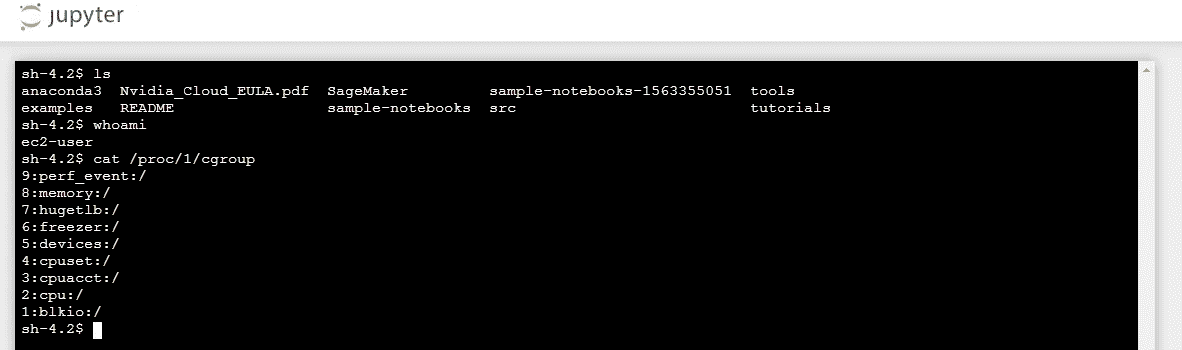 jupyter
sh-4.2$ ls
anaconda3  Nvidia_Cloud_EULA.pdf  SageMaker         sample-notebooks-1563355051  tools
examples   README                 sample-notebooks  src                          tutorials
sh-4.2$ whoami
ec2-user
sh-4.2$ cat /proc/1/cgroup
9:perf_event:/
8:memory:/
7:hugetlb:/
6:freezer:/
5:devices:/
4:cpuset:/
3:cpuacct:/
2:cpu:/
1:blkio:/
sh-4.2$